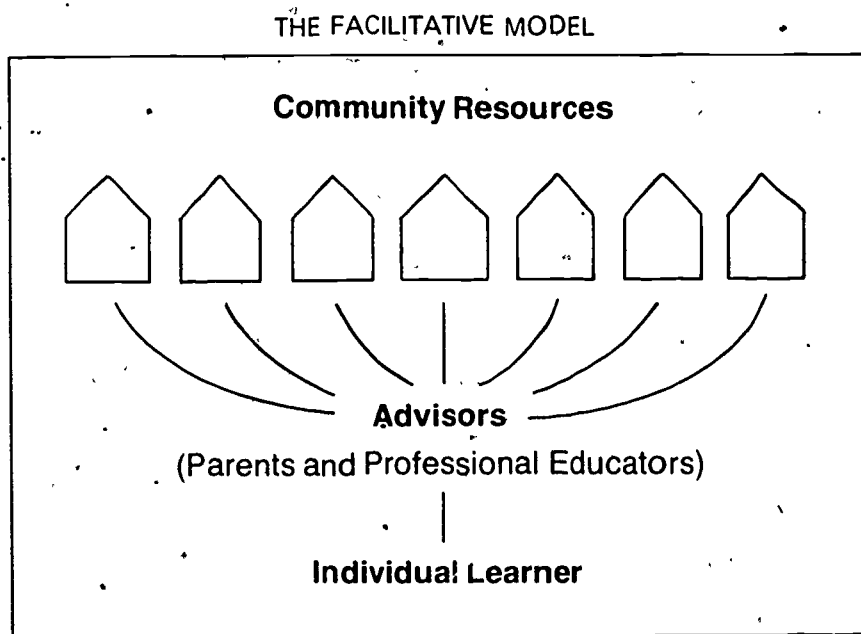 THE FACILITATIVE MODEL
Community Resources
Advisors
(Parents and Professional Educators)
Individual Learner